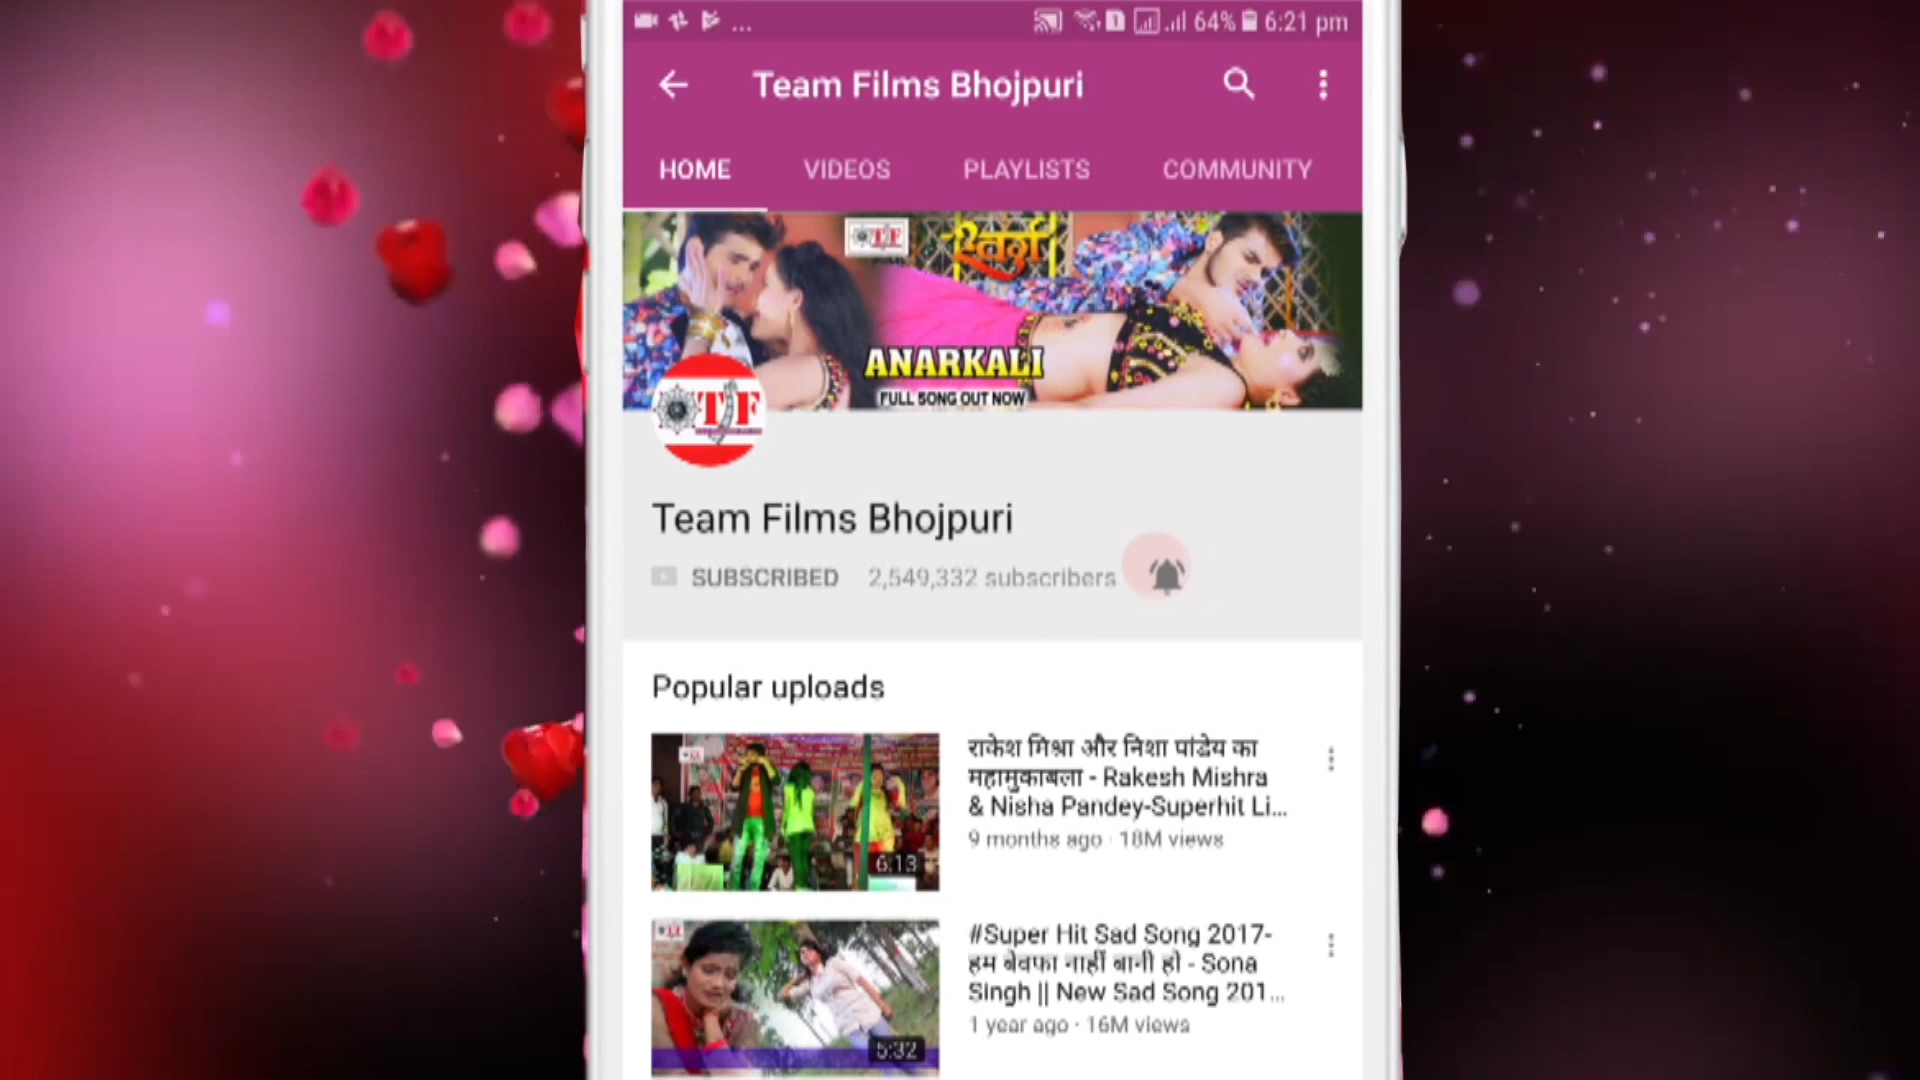 ... 64% 6:21 pm
Team Films Bhojpuri
HOME VIDEOS PLAYLISTS COMMUNITY
TF
स्वर्ग
ANARKALI
FULL SONG OUT NOW
TF
Team Films Bhojpuri
SUBSCRIBED 2,549,332 subscribers
Popular uploads
राकेश मिश्रा और निशा पांडेय का
महामुकाबला - Rakesh Mishra
& Nisha Pandey-Superhit Li...
9 months ago · 18M views
6:13
#Super Hit Sad Song 2017-
हम बेवफा नाहीं बानी हो - Sona
Singh || New Sad Song 201...
1 year ago · 16M views
5:32